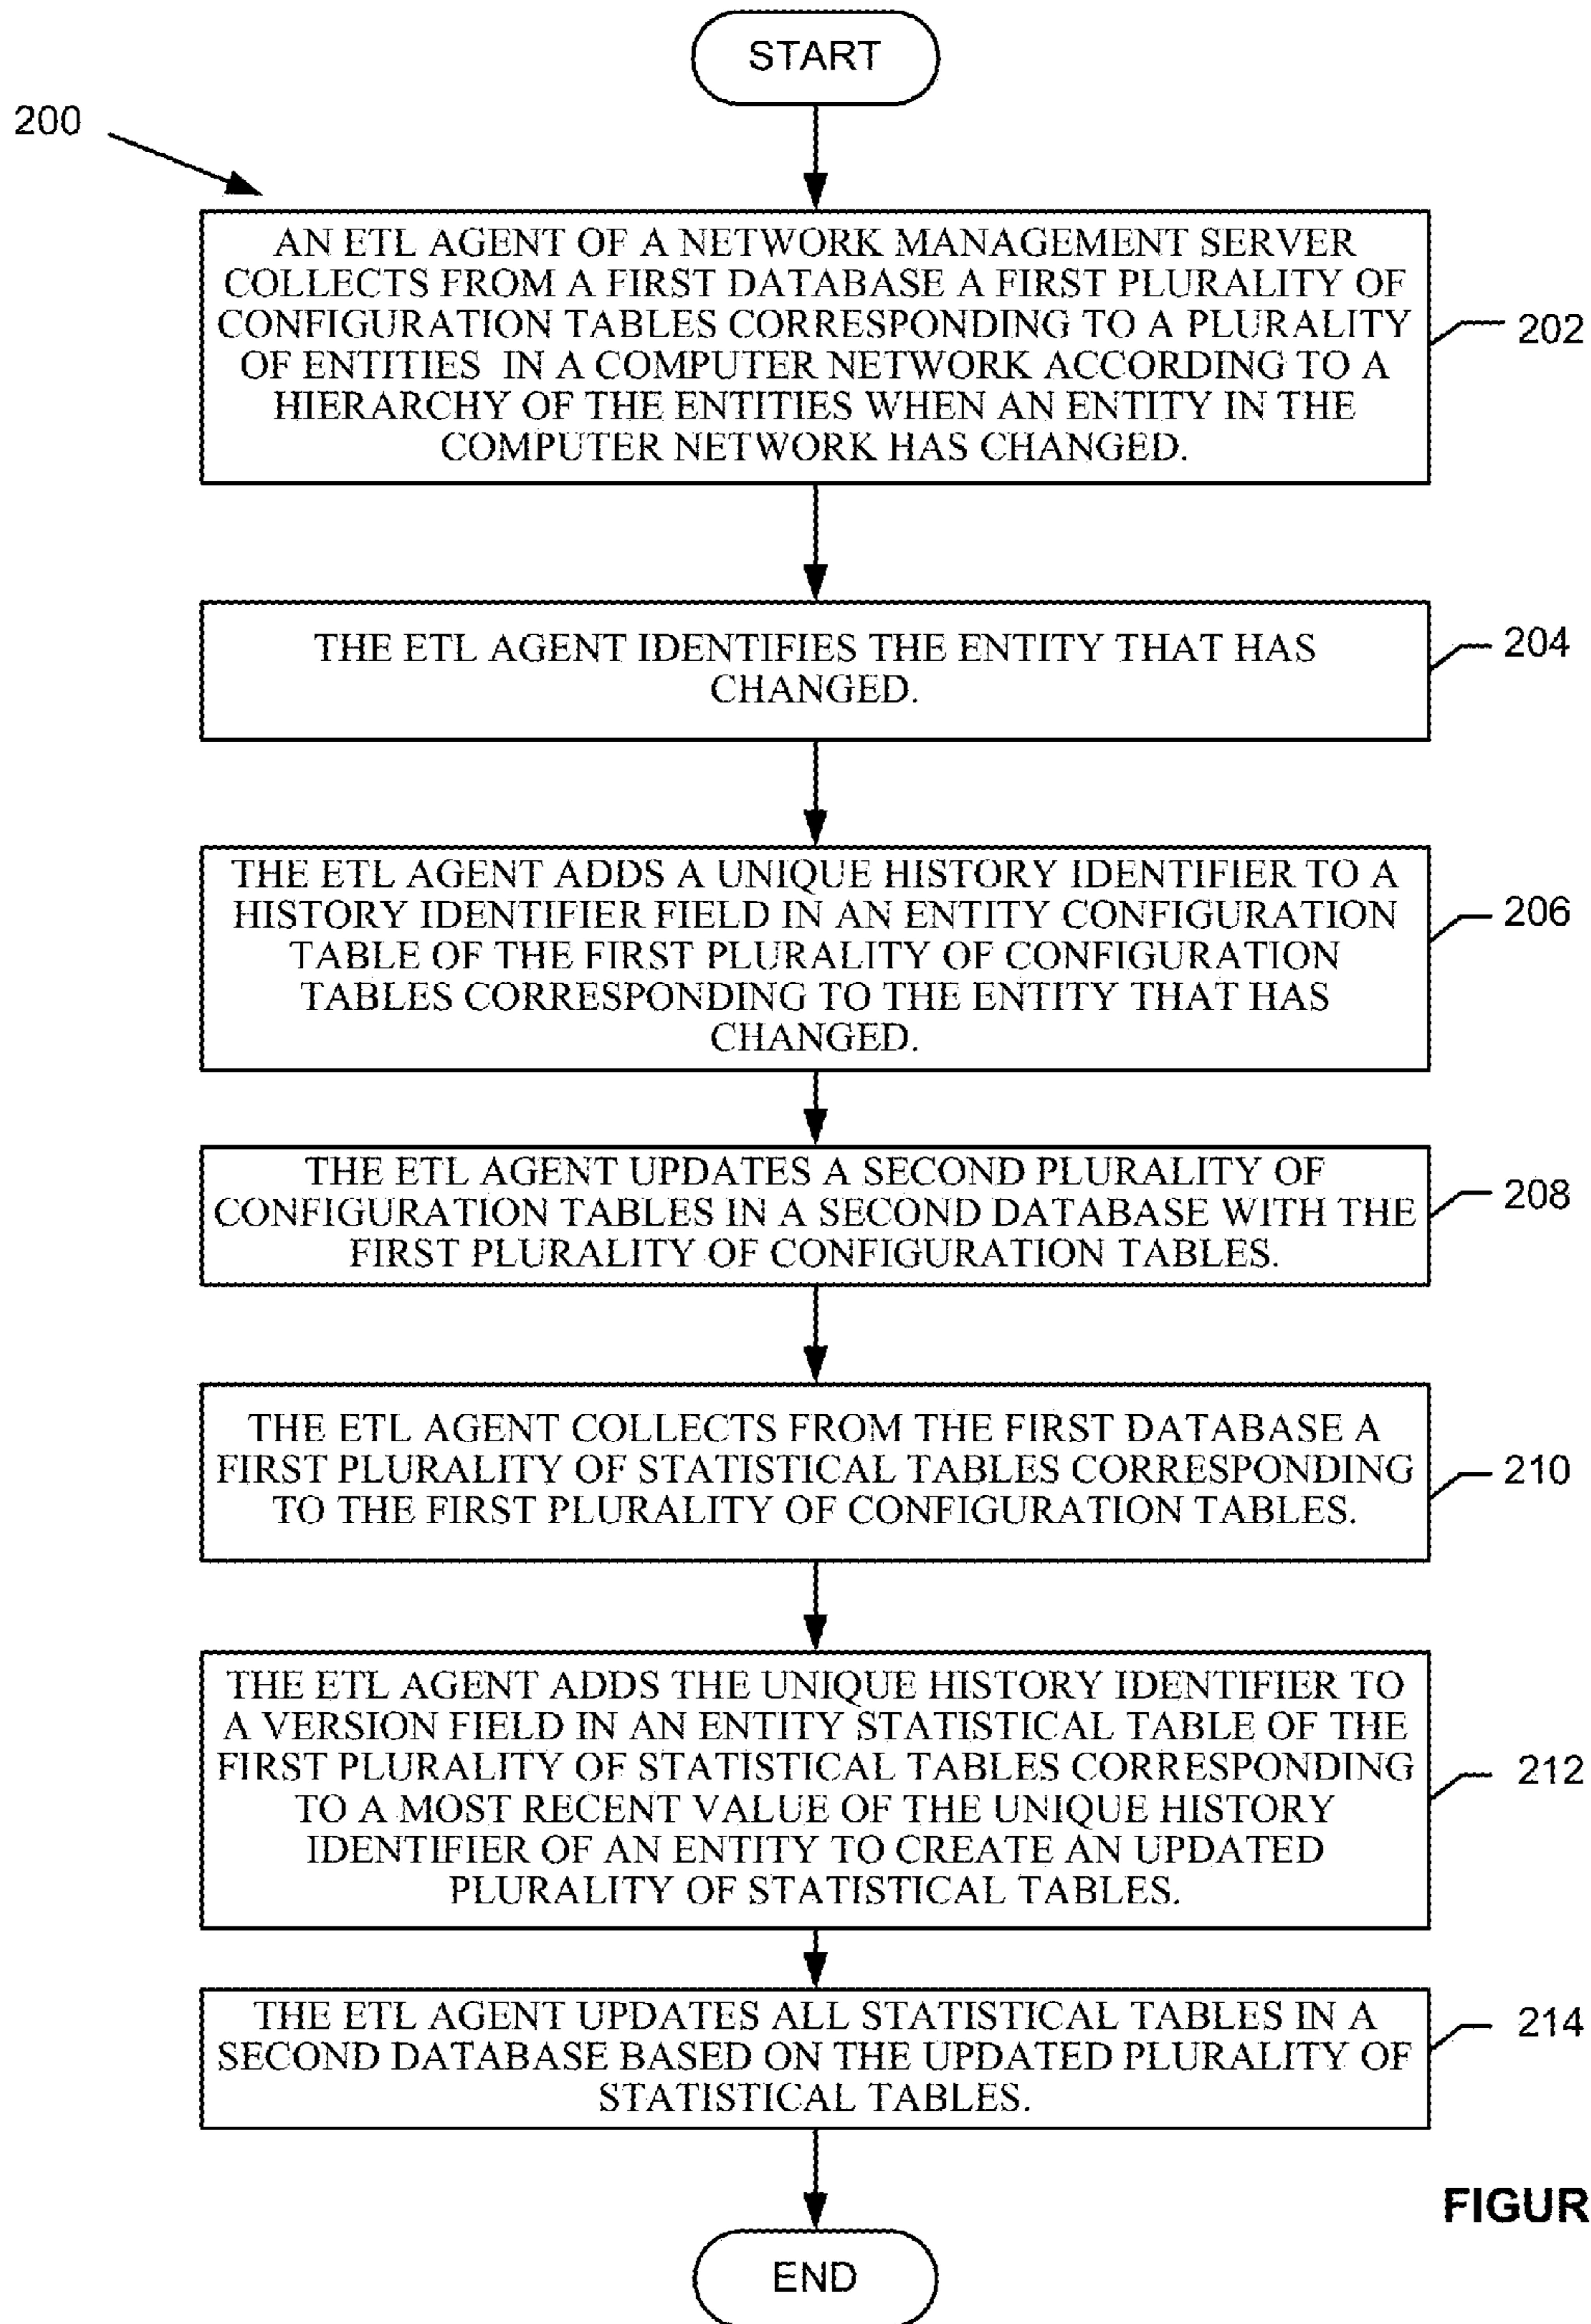 START
200
AN ETL AGENT OF A NETWORK MANAGEMENT SERVER
COLLECTS FROM A FIRST DATABASE A FIRST PLURALITY OF
CONFIGURATION TABLES CORRESPONDING TO A PLURALITY
OF ENTITIES IN A COMPUTER NETWORK ACCORDING TO A
HIERARCHY OF THE ENTITIES WHEN AN ENTITY IN THE
COMPUTER NETWORK HAS CHANGED.
202
THE ETL AGENT IDENTIFIES THE ENTITY THAT HAS
CHANGED.
204
THE ETL AGENT ADDS A UNIQUE HISTORY IDENTIFIER TO A
HISTORY IDENTIFIER FIELD IN AN ENTITY CONFIGURATION
TABLE OF THE FIRST PLURALITY OF CONFIGURATION
TABLES CORRESPONDING TO THE ENTITY THAT HAS
CHANGED.
206
THE ETL AGENT UPDATES A SECOND PLURALITY OF
CONFIGURATION TABLES IN A SECOND DATABASE WITH THE
FIRST PLURALITY OF CONFIGURATION TABLES.
208
THE ETL AGENT COLLECTS FROM THE FIRST DATABASE A
FIRST PLURALITY OF STATISTICAL TABLES CORRESPONDING
TO THE FIRST PLURALITY OF CONFIGURATION TABLES.
210
THE ETL AGENT ADDS THE UNIQUE HISTORY IDENTIFIER TO
A VERSION FIELD IN AN ENTITY STATISTICAL TABLE OF THE
FIRST PLURALITY OF STATISTICAL TABLES CORRESPONDING
TO A MOST RECENT VALUE OF THE UNIQUE HISTORY
IDENTIFIER OF AN ENTITY TO CREATE AN UPDATED
PLURALITY OF STATISTICAL TABLES.
212
THE ETL AGENT UPDATES ALL STATISTICAL TABLES IN A
SECOND DATABASE BASED ON THE UPDATED PLURALITY OF
STATISTICAL TABLES.
214
FIGUR
END